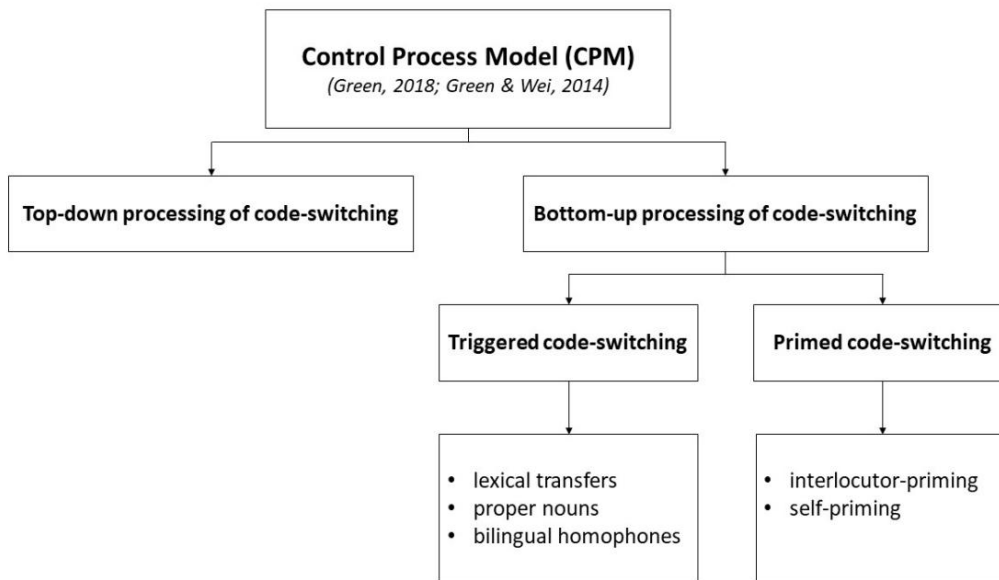 Control Process Model (CPM)
(Green, 2018; Green & Wei, 2014)
Top-down processing of code-switching
Bottom-up processing of code-switching
Triggered code-switching
Primed code-switching
• lexical transfers
• proper nouns
• bilingual homophones
• interlocutor-priming
• self-priming